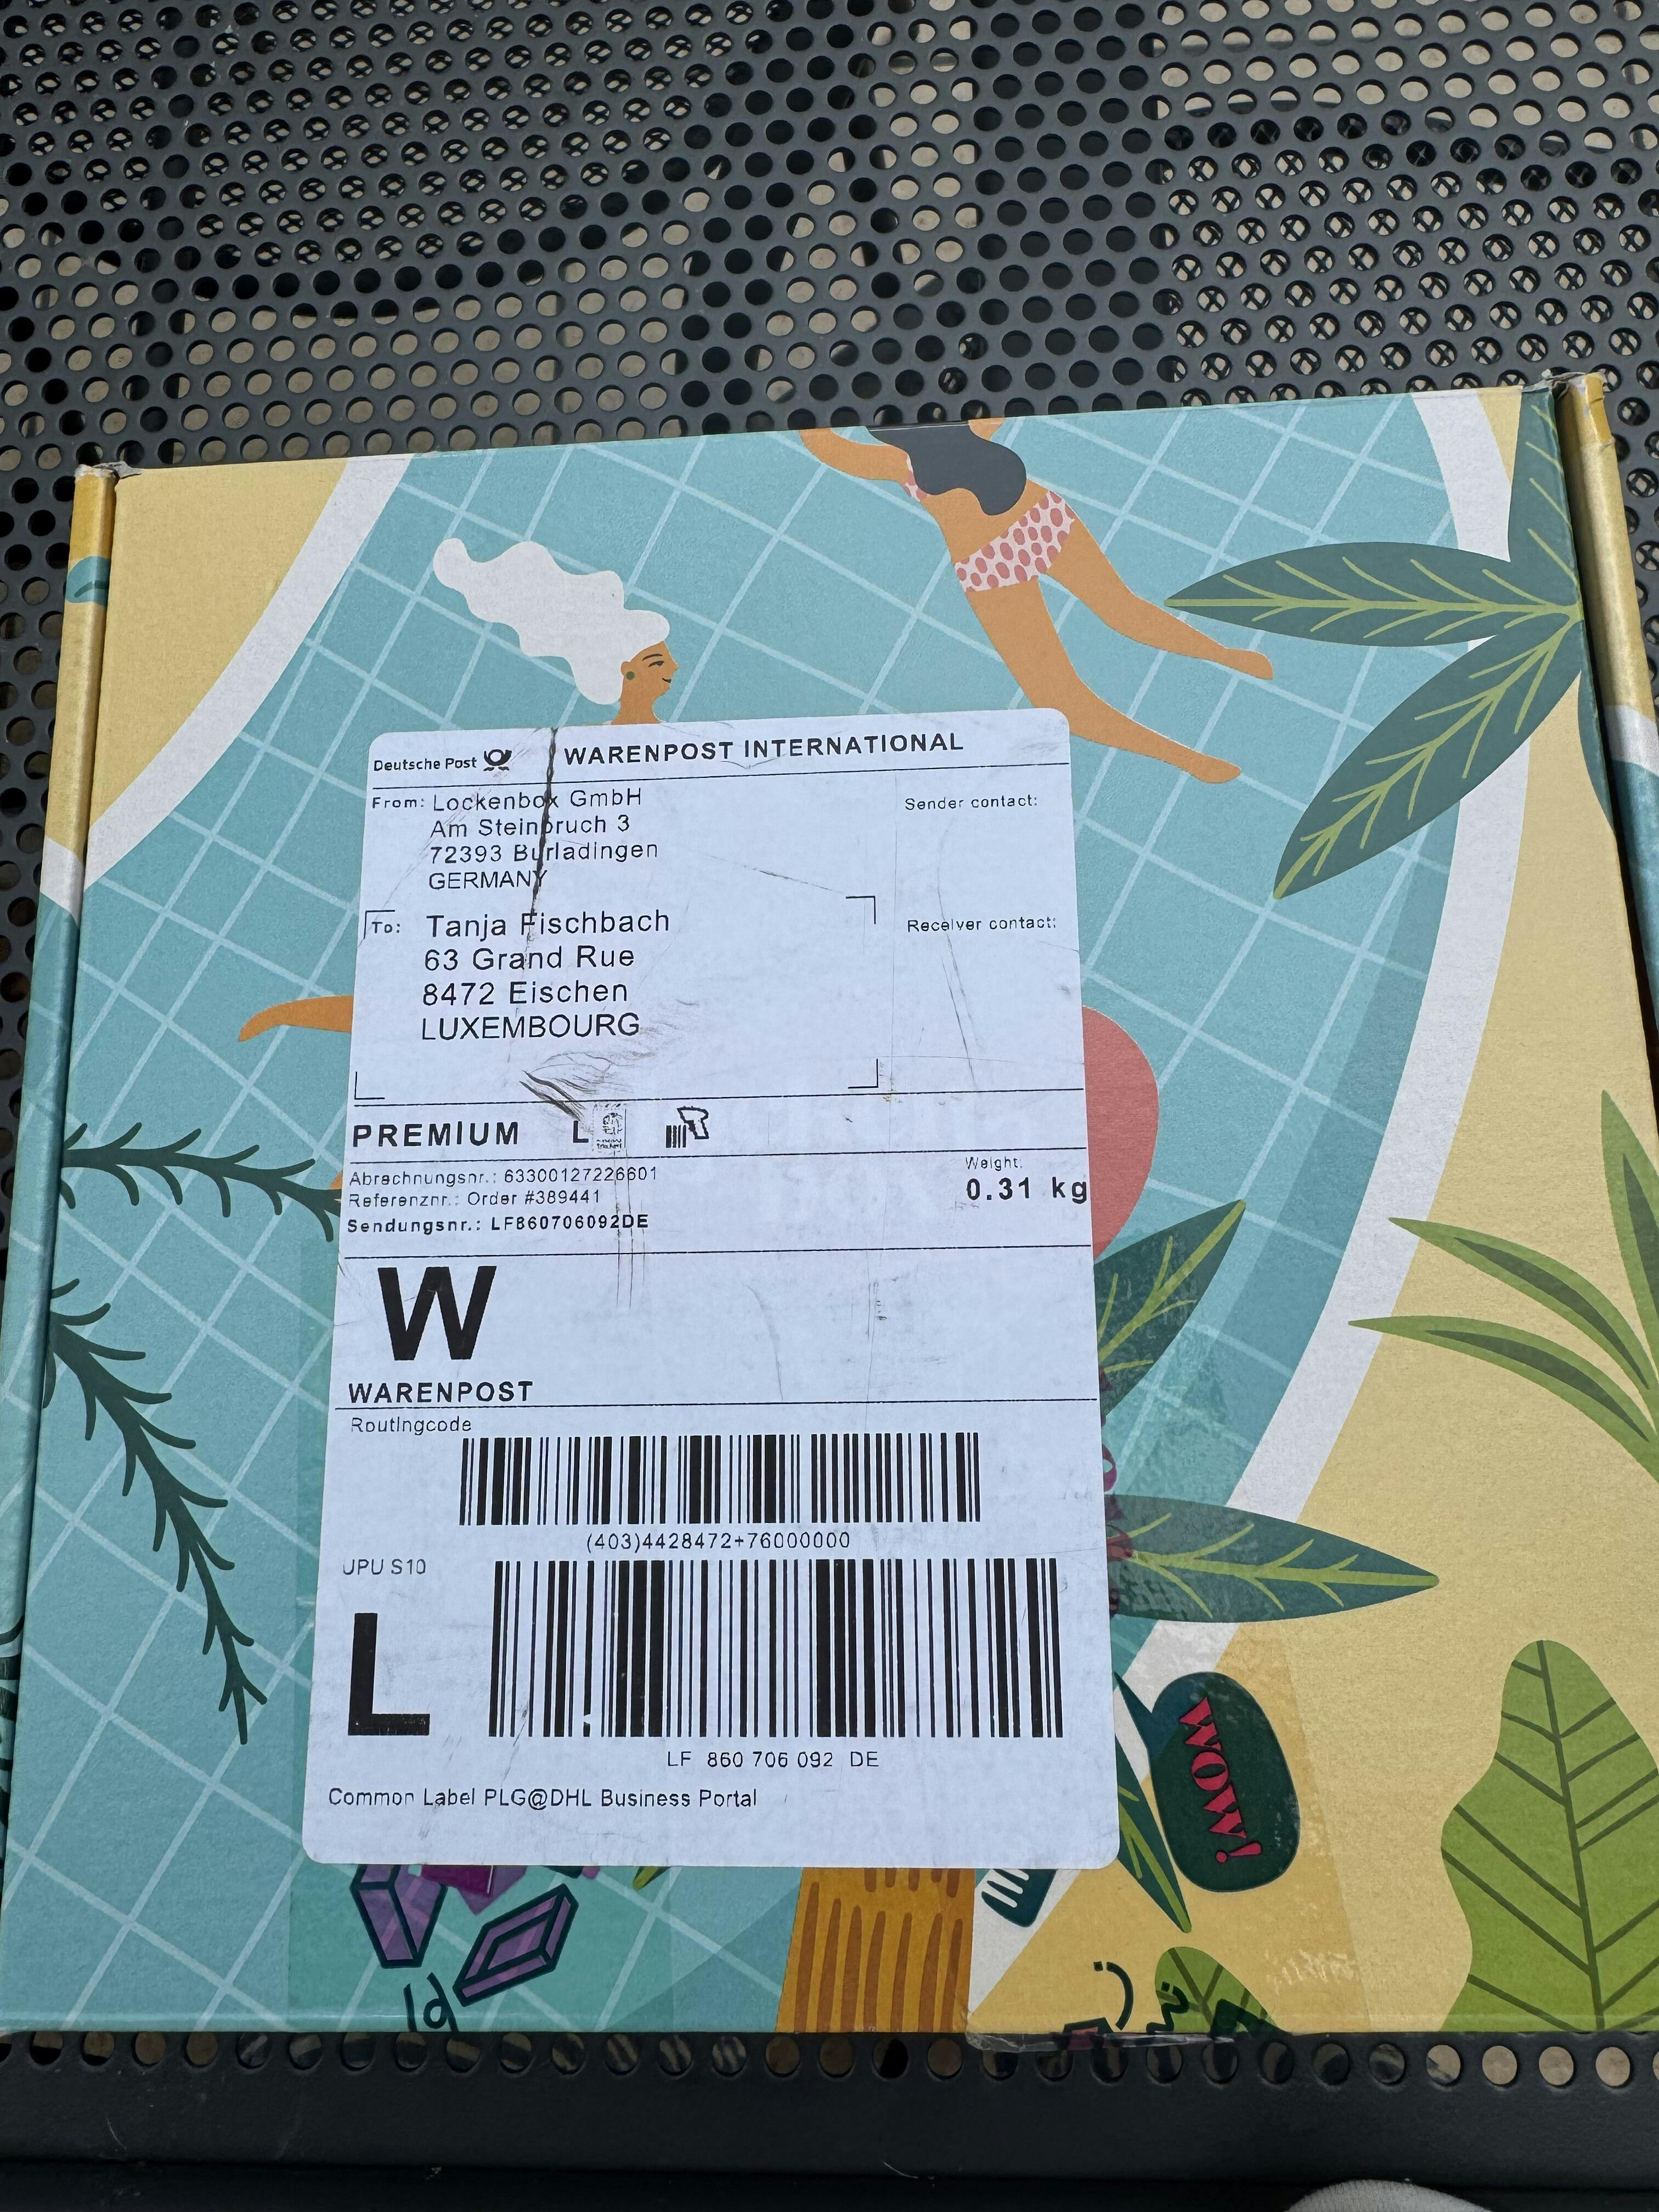 Deutsche Post WARENPOST INTERNATIONAL
From: Lockenbox GmbH
Am Steinbruch 3
72393 Burladingen
GERMANY
Sender contact:
To: Tanja Fischbach
63 Grand Rue
8472 Eischen
LUXEMBOURG
Receiver contact:
PREMIUM L
Abrechnungsnr.: 63300127226601
Referenznr.: Order #389441
Sendungsnr.: LF860706092DE
Weight:
0.31 kg
W
WARENPOST
Routingcode
(403)4428472+76000000
UPU S10
L
LF 860 706 092 DE
Common Label PLG@DHL Business Portal
WOW!